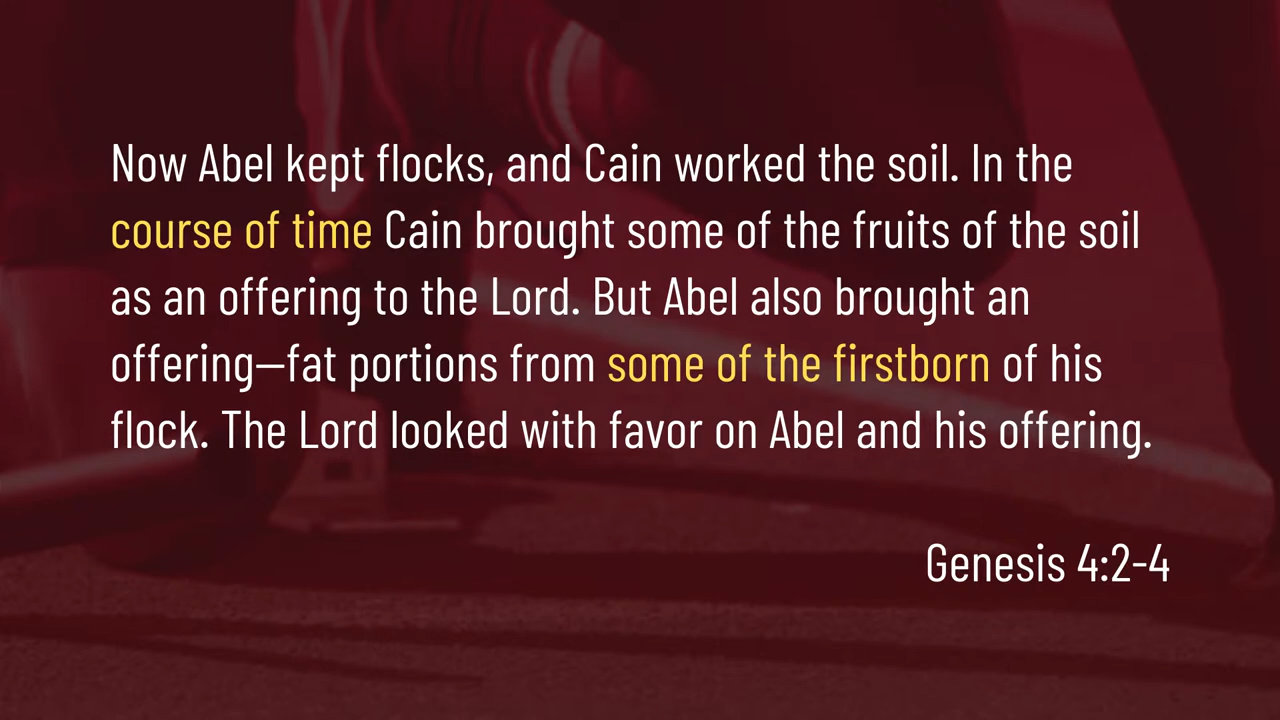 Now Abel kept flocks, and Cain worked the soil. In the
course of time Cain brought some of the fruits of the soil
as an offering to the Lord. But Abel also brought an
offering—fat portions from some of the firstborn of his
flock. The Lord looked with favor on Abel and his offering.
Genesis 4:2-4